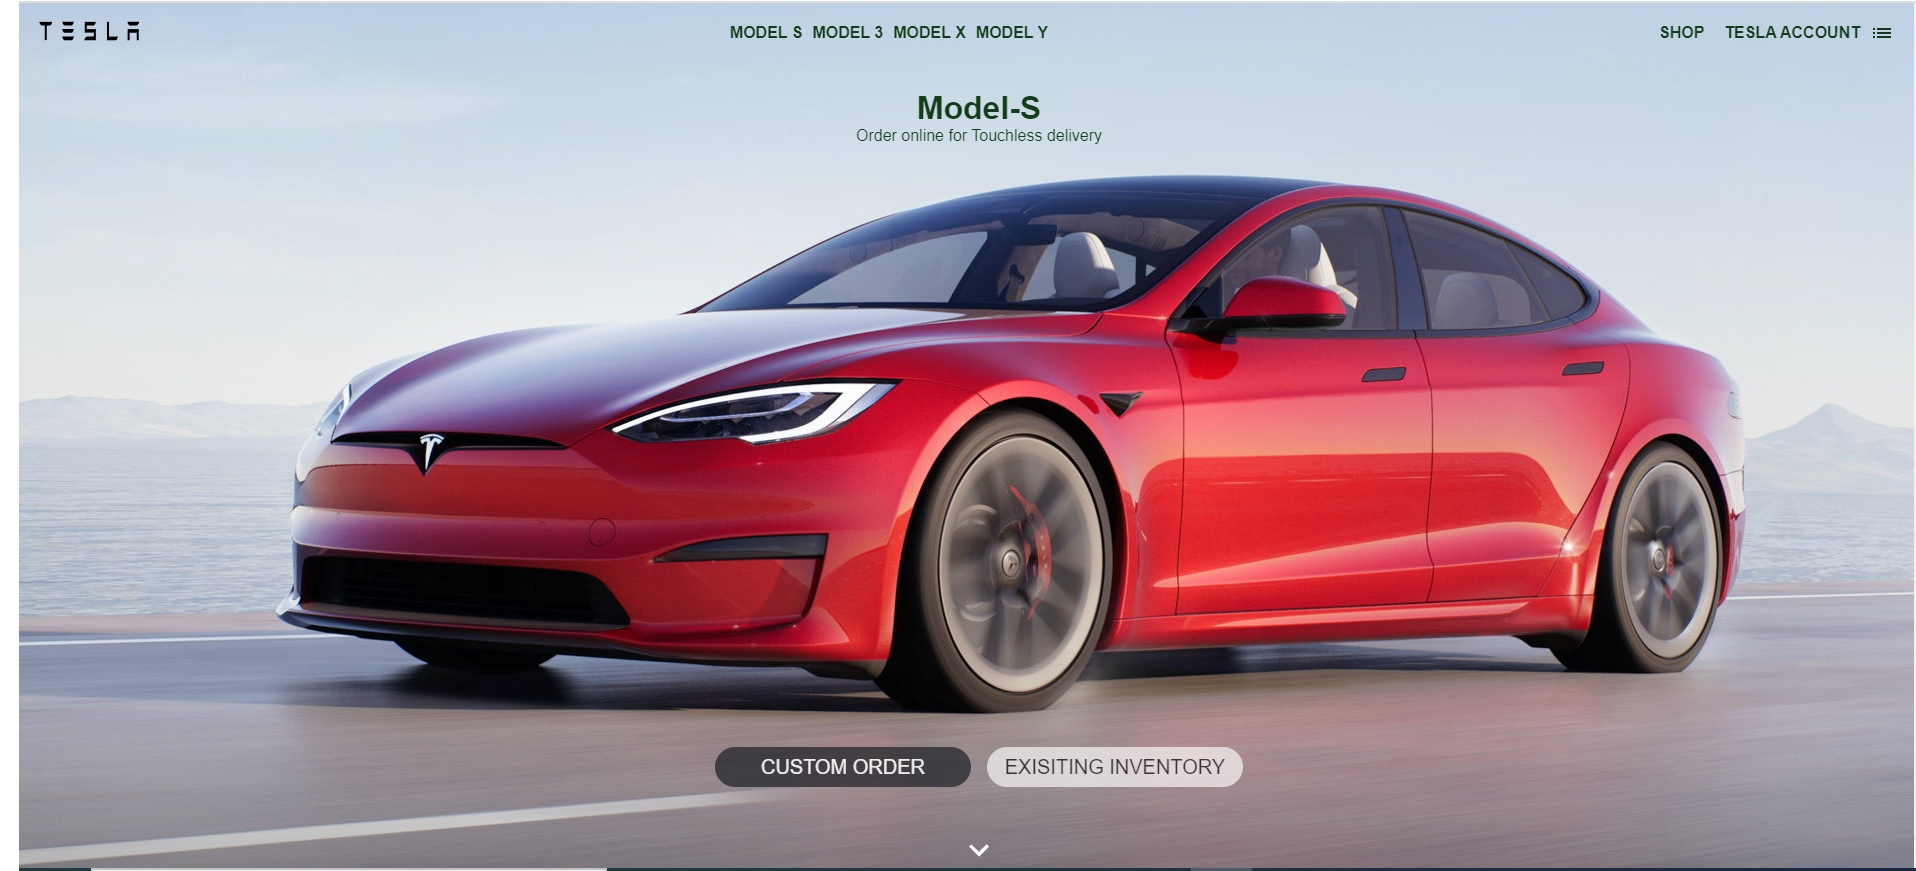 TESLA
MODEL S MODEL 3 MODEL X MODEL Y
SHOP TESLA ACCOUNT
Model-S
Order online for Touchless delivery
CUSTOM ORDER
EXISITING INVENTORY